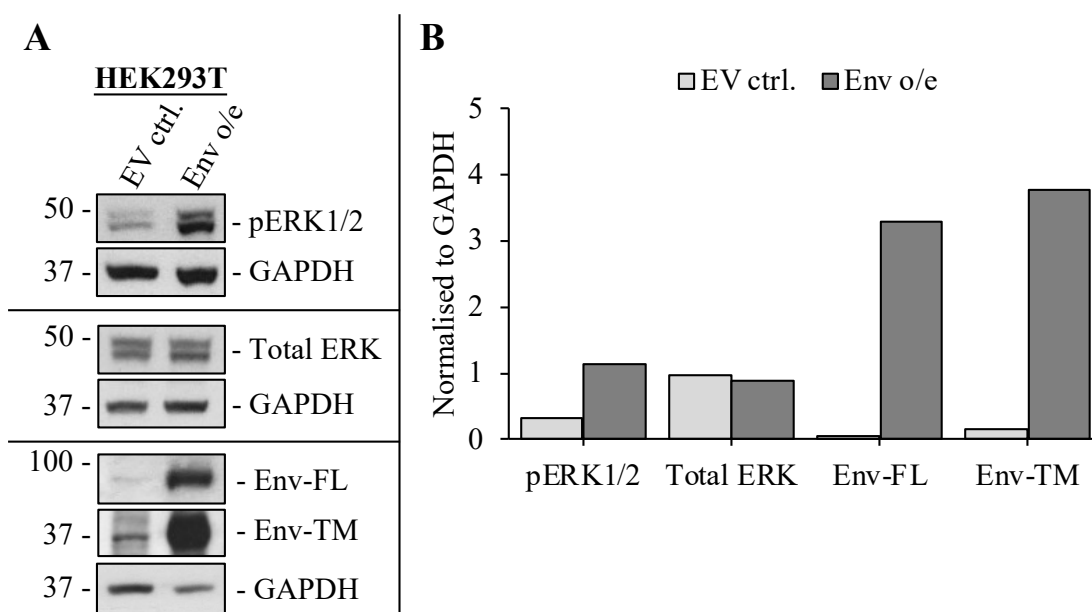 A
HEK293T
EV ctrl.
Env o/e
50 -
- pERK1/2
37 -
- GAPDH
50 -
- Total ERK
37 -
- GAPDH
100 -
- Env-FL
37 -
- Env-TM
37 -
- GAPDH
B
EV ctrl. Env o/e
Normalised to GAPDH
5
4
3
2
1
0
pERK1/2 Total ERK Env-FL Env-TM